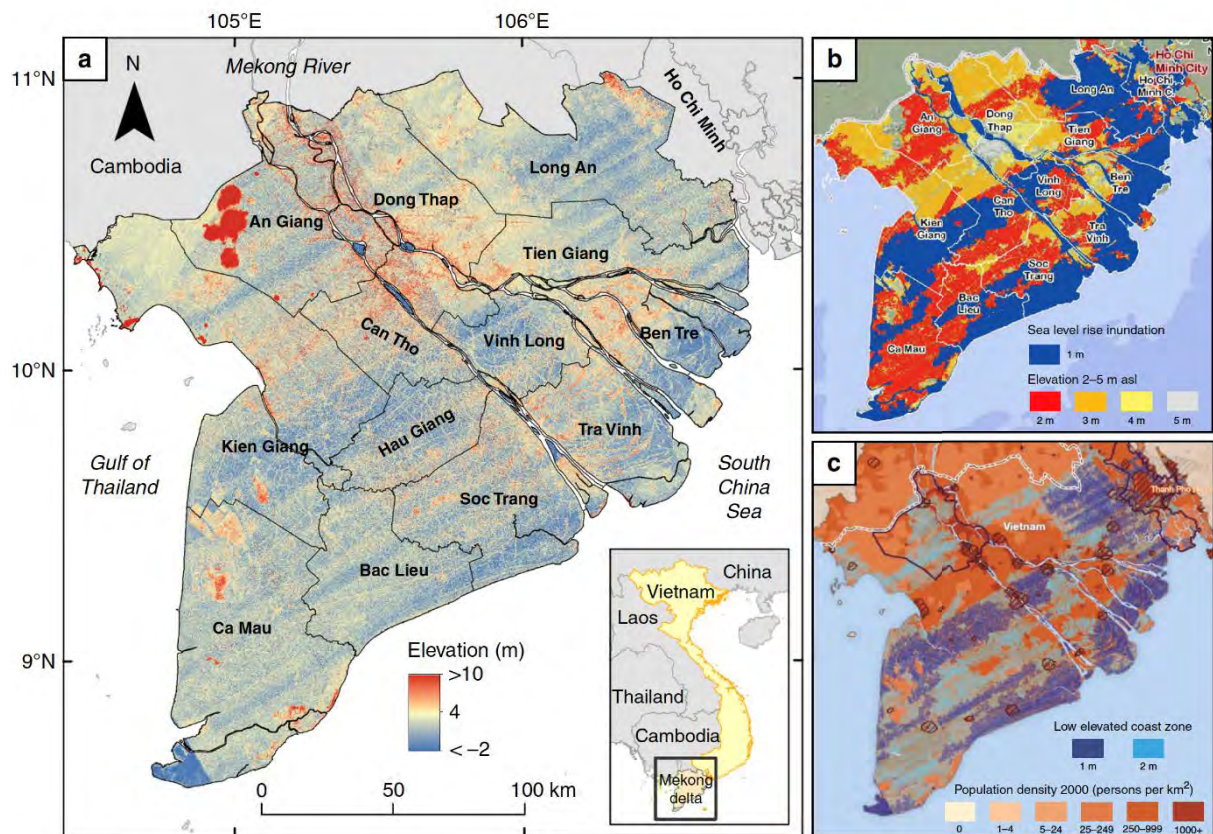 105°E
106°E
a
N
Mekong River
11°N
Cambodia
Ho Chi Minh
Long An
Dong Thap
An Giang
Tien Giang
Ben Tre
Can Tho
Vinh Long
10°N
Hau Giang
Tra Vinh
Kien Giang
Gulf of
Thailand
South
China
Sea
Soc Trang
Bac Lieu
Ca Mau
9°N
Elevation (m)
>10
4
< –2
0
50
100 km
China
Vietnam
Laos
Thailand
Cambodia
Mekong
delta
b
Ho Chi
Minh City
Ho Chi
Minh C.
Long An
An
Giang
Dong
Thap
Tien
Giang
Vinh
Long
Ben
Tre
Can
Tho
Kien
Giang
Tra
Vinh
Soc
Trang
Bac
Lieu
Ca Mau
Sea level rise inundation
1 m
Elevation 2–5 m asl
2 m
3 m
4 m
5 m
c
Vietnam
Low elevated coast zone
1 m
2 m
Population density 2000 (persons per km²)
0
1–4
5–24
25–249
250–999
1000+